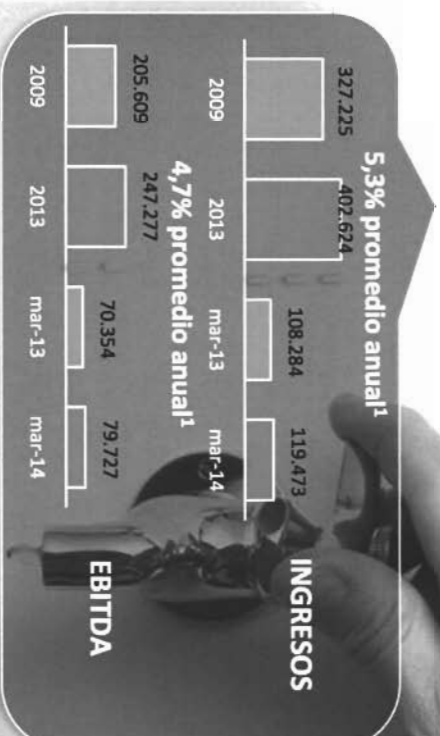 INGRESOS
5,3% promedio anual¹
327.225
402.624
108.284
119.473
2009
2013
mar-13
mar-14
EBITDA
4,7% promedio anual¹
205.609
247.277
70.354
79.727
2009
2013
mar-13
mar-14